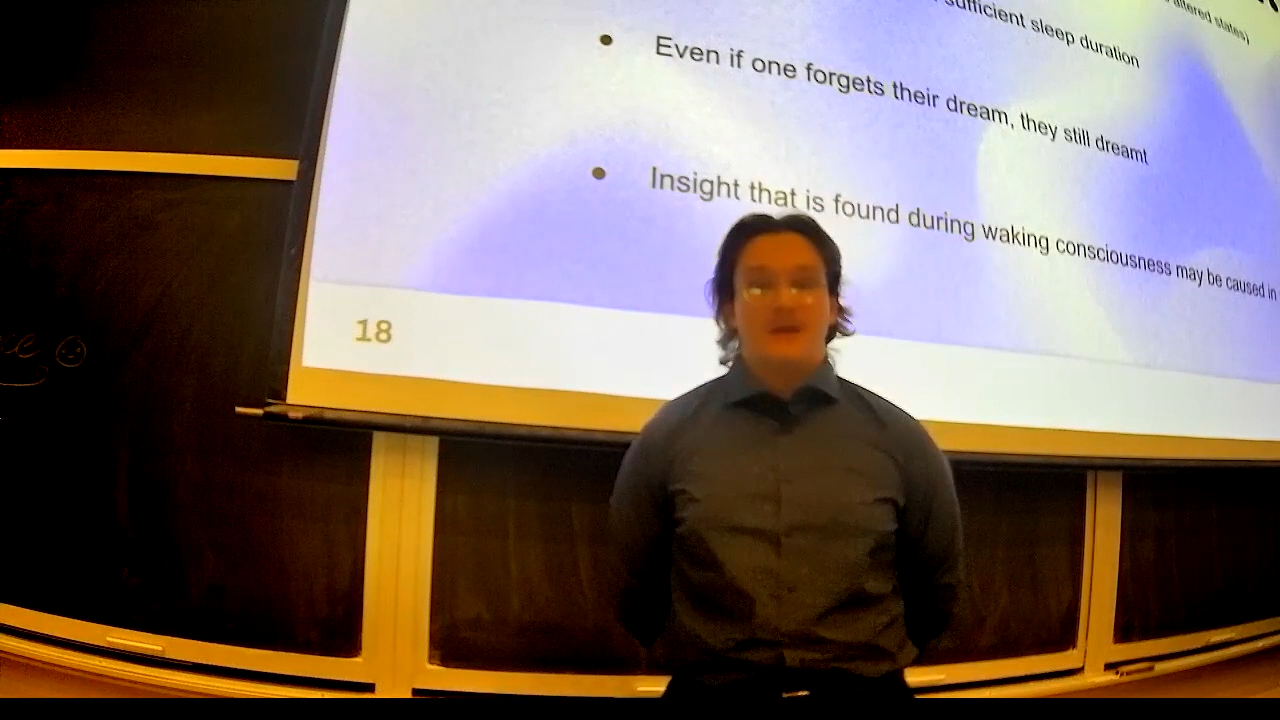 altered states)
sufficient sleep duration
• Even if one forgets their dream, they still dreamt
• Insight that is found during waking consciousness may be caused in
18